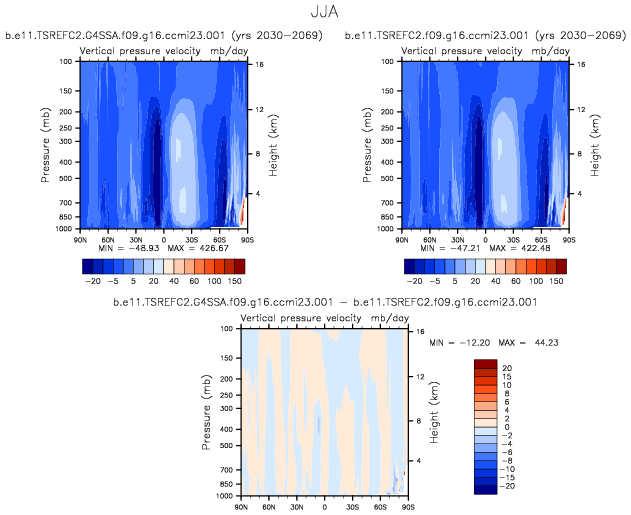 JJA
b.e11.TSREFC2.G4SSA.f09.g16.ccmi23.001 (yrs 2030-2069)
Vertical pressure velocity mb/day
100
150
200
250
300
400
500
700
850
1000
Pressure (mb)
16
12
8
4
Height (km)
90N 60N 30N 0 30S 60S 90S
MIN = -48.93 MAX = 426.67
-20 -5 5 20 30 40 60 100 150
b.e11.TSREFC2.f09.g16.ccmi23.001 (yrs 2030-2069)
Vertical pressure velocity mb/day
100
150
200
250
300
400
500
700
850
1000
Pressure (mb)
16
12
8
4
Height (km)
90N 60N 30N 0 30S 60S 90S
MIN = -47.21 MAX = 422.48
-20 -5 5 20 30 40 60 100 150
b.e11.TSREFC2.G4SSA.f09.g16.ccmi23.001 - b.e11.TSREFC2.f09.g16.ccmi23.001
Vertical pressure velocity mb/day
100
150
200
250
300
400
500
700
850
1000
Pressure (mb)
16
12
8
4
Height (km)
90N 60N 30N 0 30S 60S 90S
MIN = -12.20 MAX = 44.23
20
15
10
8
6
4
2
0
-2
-4
-6
-8
-10
-15
-20